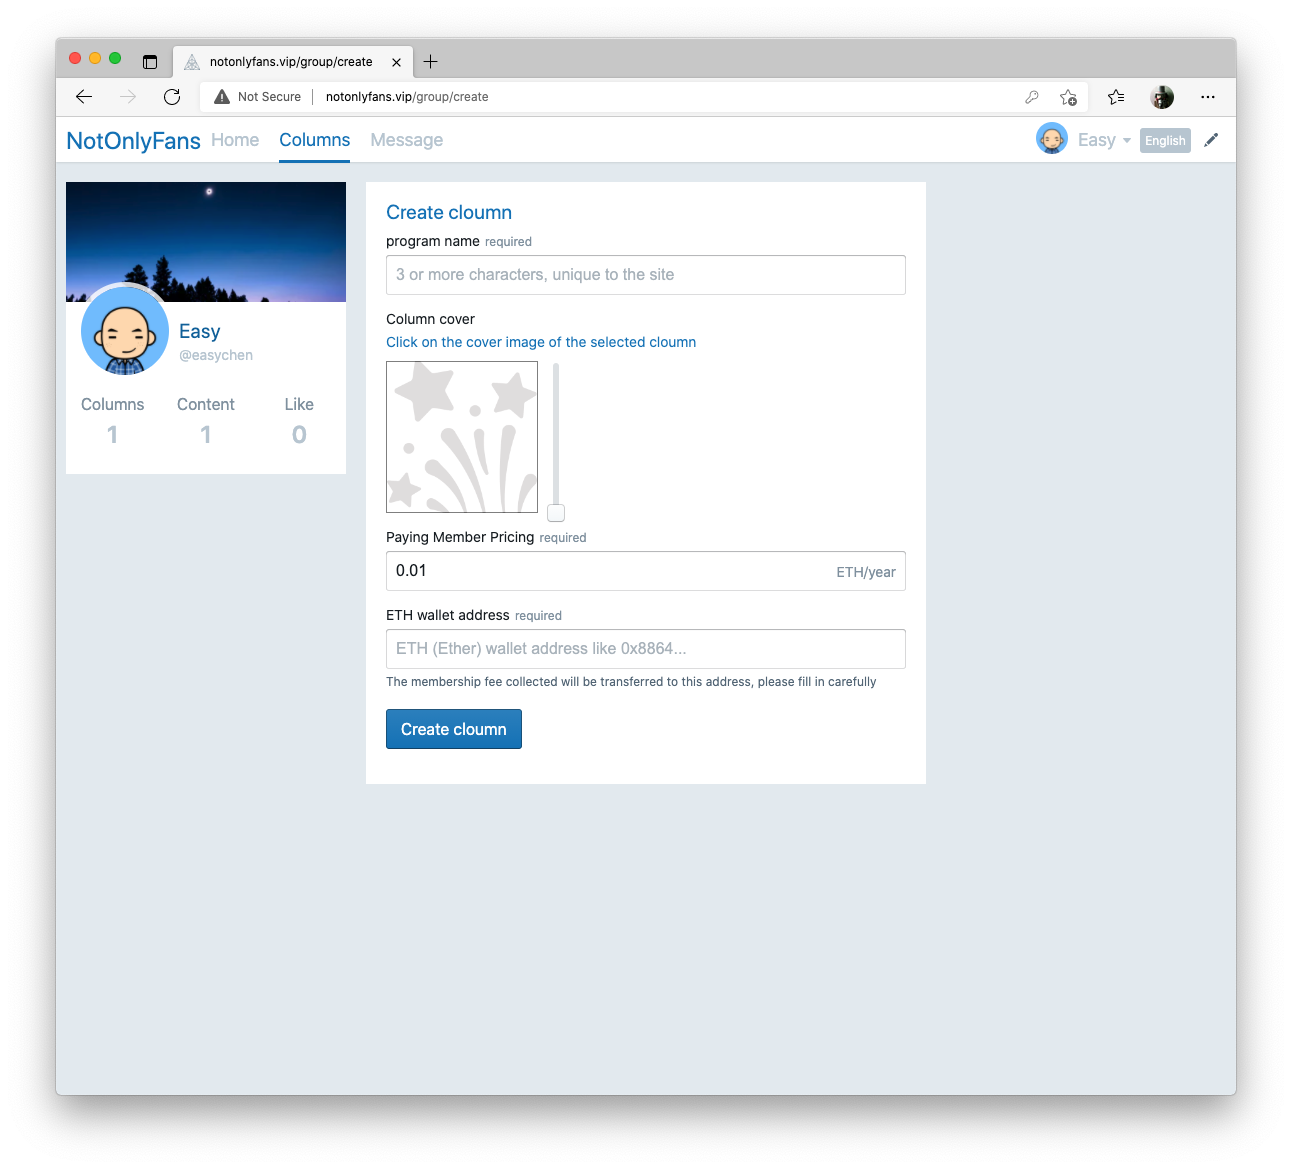 notonlyfans.vip/group/create
Not Secure
notonlyfans.vip/group/create
NotOnlyFans Home Columns Message
Easy English
Easy
@easychen
Columns Content Like
1 1 0
Create cloumn
program name required
3 or more characters, unique to the site
Column cover
Click on the cover image of the selected cloumn
Paying Member Pricing required
0.01 ETH/year
ETH wallet address required
ETH (Ether) wallet address like 0x8864...
The membership fee collected will be transferred to this address, please fill in carefully
Create cloumn